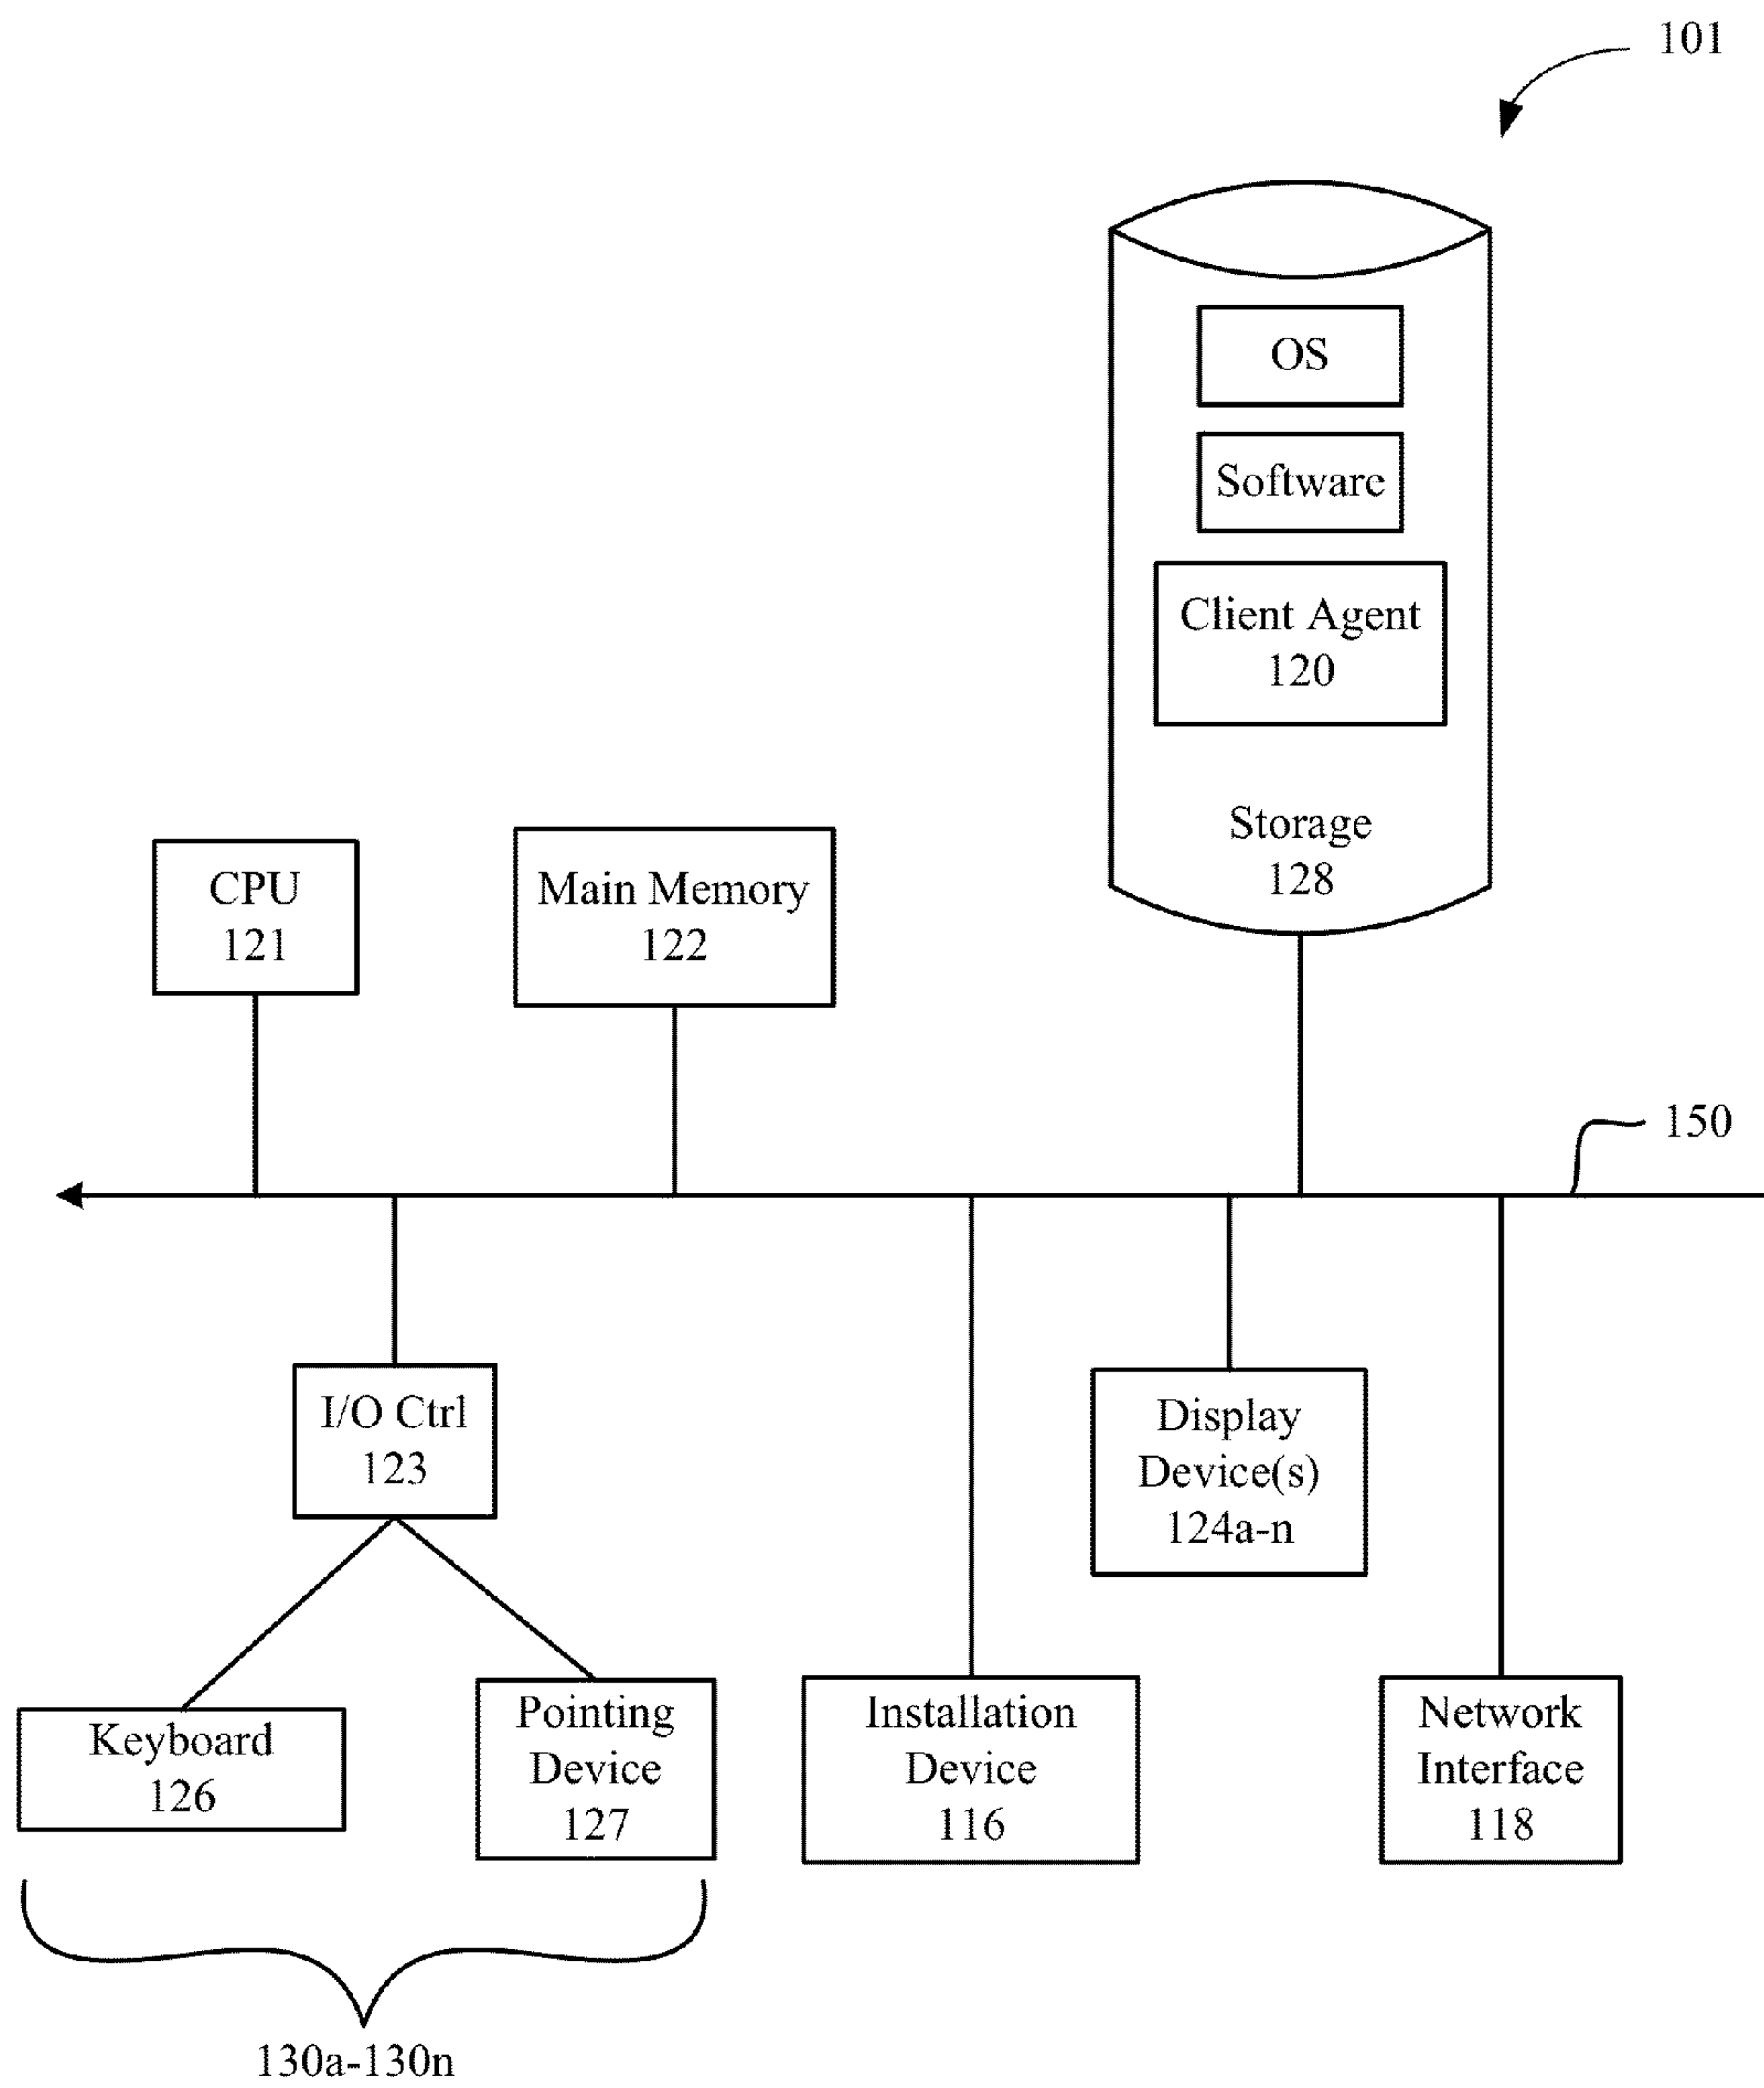 101
OS
Software
Client Agent
120
Storage
128
CPU
121
Main Memory
122
150
I/O Ctrl
123
Display
Device(s)
124a-n
Keyboard
126
Pointing
Device
127
Installation
Device
116
Network
Interface
118
130a-130n